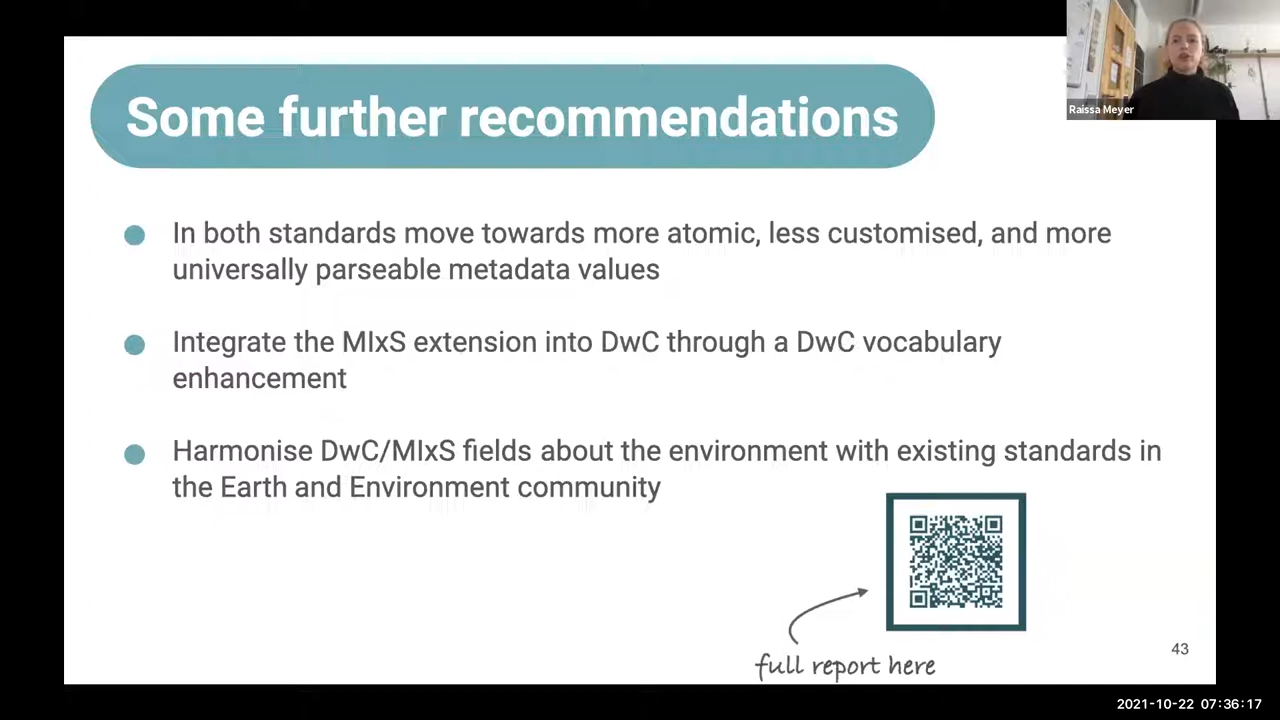 Some further recommendations
Raissa Meyer
In both standards move towards more atomic, less customised, and more
universally parseable metadata values
Integrate the MIxS extension into DwC through a DwC vocabulary
enhancement
Harmonise DwC/MIxS fields about the environment with existing standards in
the Earth and Environment community
full report here
43
2021-10-22 07:36:17